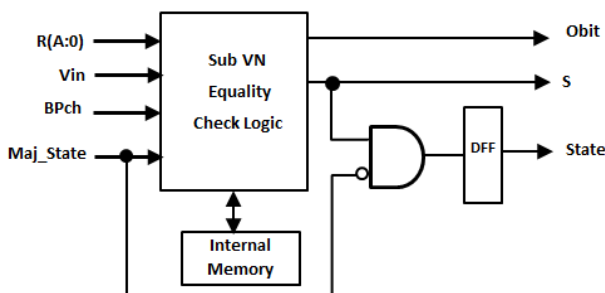 R(A:0)
Vin
BPch
Maj_State
Sub VN
Equality
Check Logic
Obit
S
DFF
State
Internal
Memory